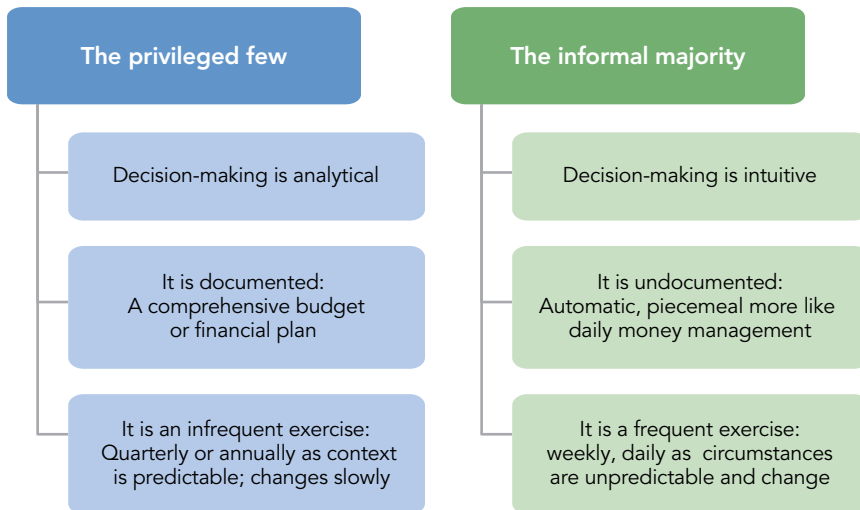 The privileged few
Decision-making is analytical
It is documented:
A comprehensive budget
or financial plan
It is an infrequent exercise:
Quarterly or annually as context
is predictable; changes slowly
The informal majority
Decision-making is intuitive
It is undocumented:
Automatic, piecemeal more like
daily money management
It is a frequent exercise:
weekly, daily as  circumstances
are unpredictable and change